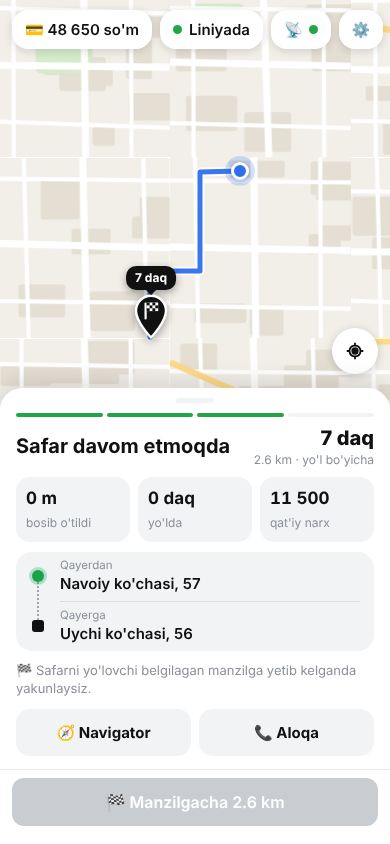 48 650 so'm
Liniyada
7 daq
Safar davom etmoqda
7 daq
2.6 km · yo'l bo'yicha
0 m
bosib o'tildi
0 daq
yo'lda
11 500
qat'iy narx
Qayerdan
Navoiy ko'chasi, 57
Qayerga
Uychi ko'chasi, 56
Safarni yo'lovchi belgilagan manzilga yetib kelganda
yakunlaysiz.
Navigator
Aloqa
Manzilgacha 2.6 km